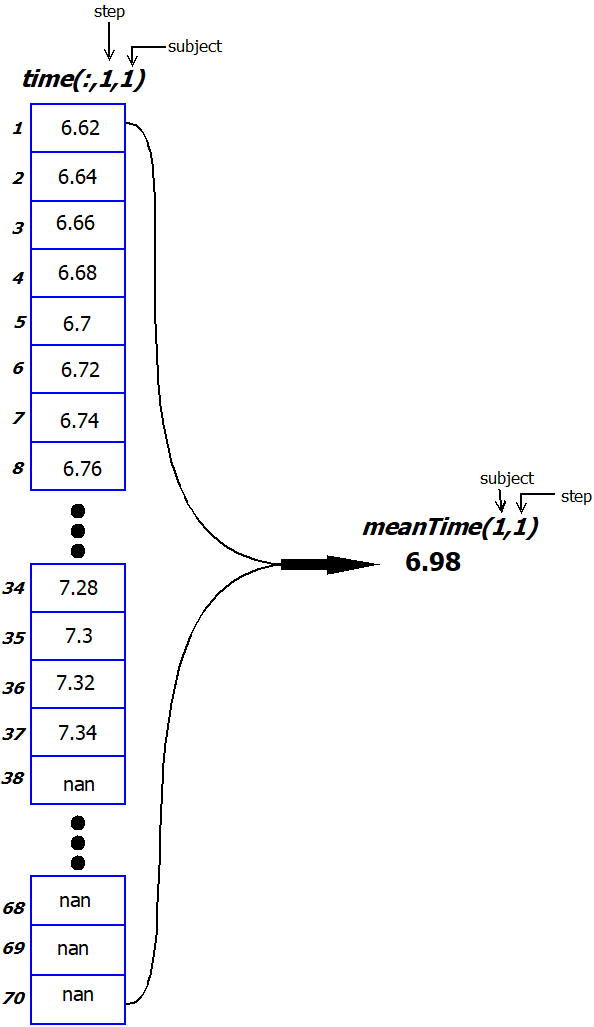 step
subject
time(:,1,1)
1 6.62
2 6.64
3 6.66
4 6.68
5 6.7
6 6.72
7 6.74
8 6.76
subject
step
meanTime(1,1)
6.98
34 7.28
35 7.3
36 7.32
37 7.34
38 nan
68 nan
69 nan
70 nan